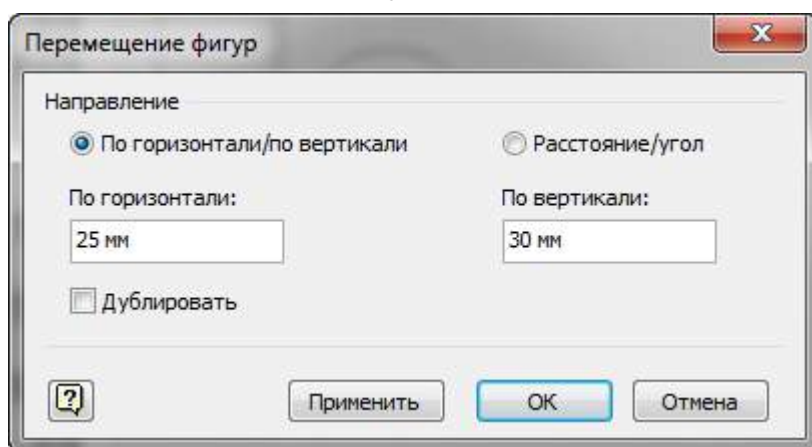 Перемещение фигур
Направление
По горизонтали/по вертикали Расстояние/угол
По горизонтали: По вертикали:
25 мм 30 мм
Дублировать
Применить ОК Отмена